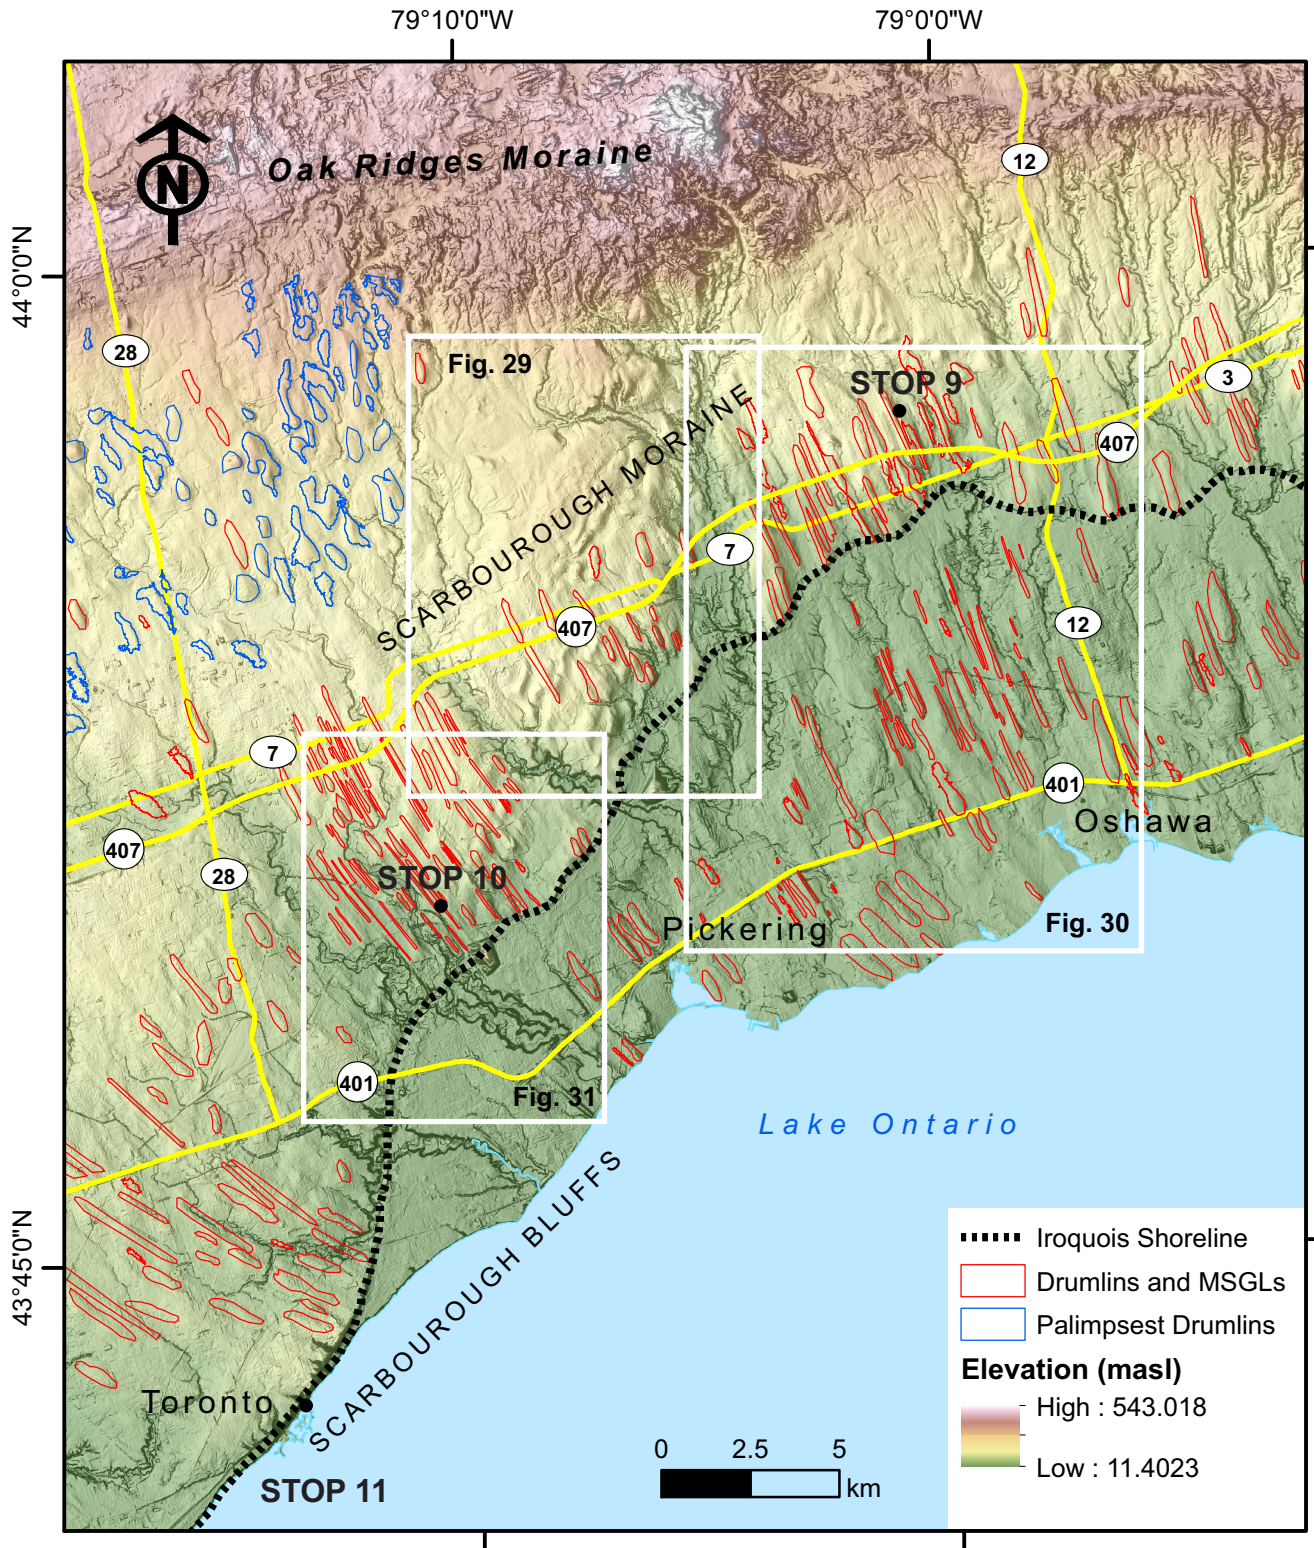 79°10'0"W
79°0'0"W
N
Oak Ridges Moraine
12
44°0'0"N
28
Fig. 29
STOP 9
3
407
SCARBOUROUGH MORAINE
7
407
12
7
401
Oshawa
407
28
STOP 10
Pickering
Fig. 30
401
Fig. 31
Lake Ontario
SCARBOUROUGH BLUFFS
43°45'0"N
Toronto
STOP 11
0 2.5 5
km
Iroquois Shoreline
Drumlins and MSGLs
Palimpsest Drumlins
Elevation (masl)
High : 543.018
Low : 11.4023